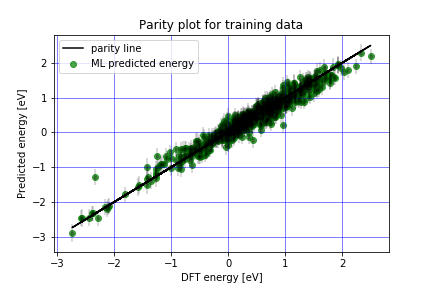 Parity plot for training data
parity line
ML predicted energy
Predicted energy [eV]
2
1
0
−1
−2
−3
−3
−2
−1
0
1
2
DFT energy [eV]